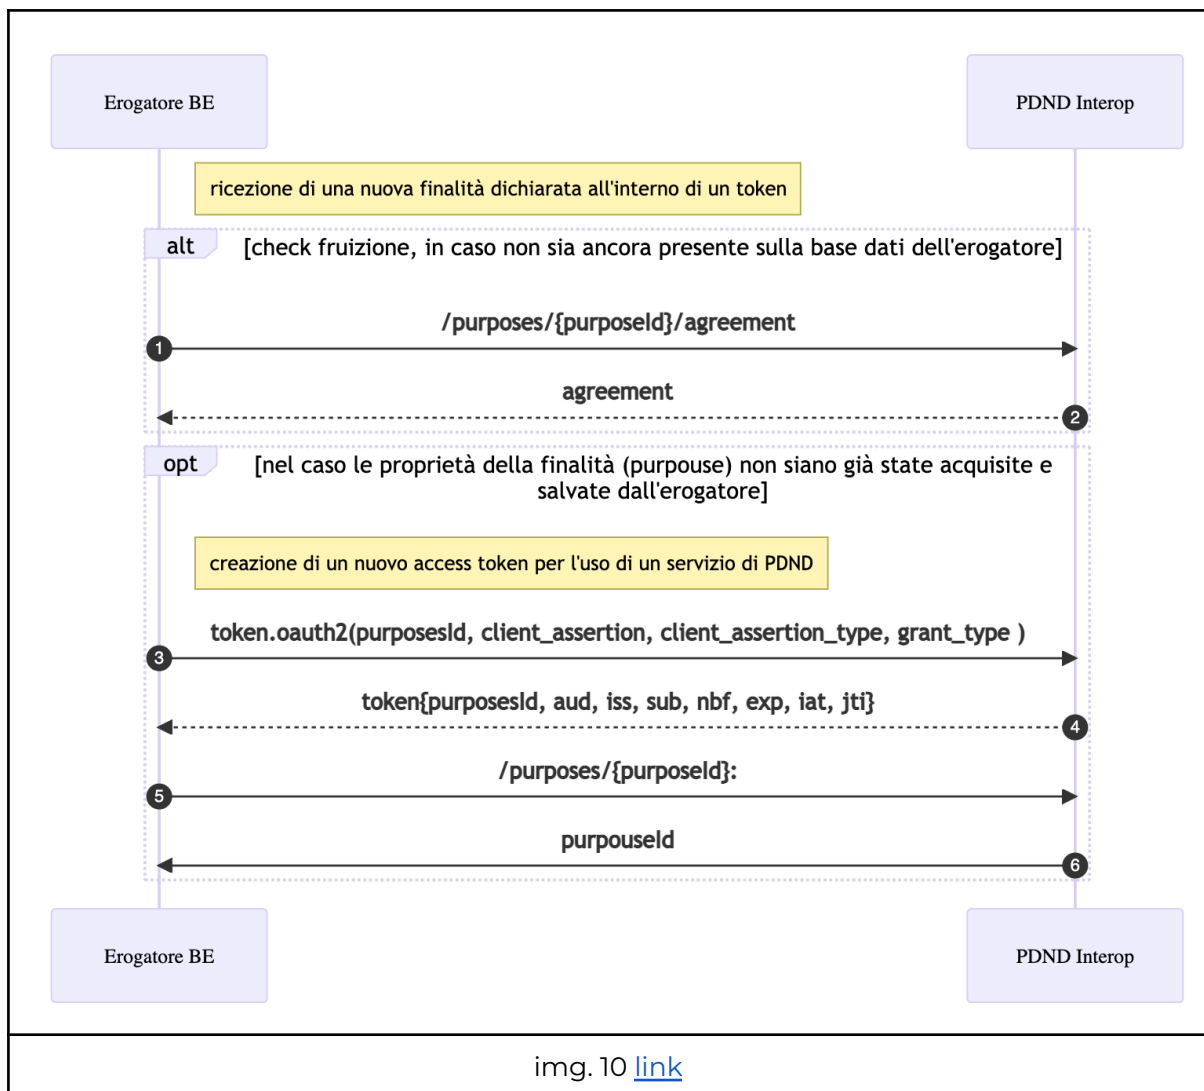 Erogatore BE
PDND Interop
ricezione di una nuova finalità dichiarata all'interno di un token
alt
[check fruizione, in caso non sia ancora presente sulla base dati dell'erogatore]
/purposes/{purposeId}/agreement
1
agreement
2
opt
[nel caso le proprietà della finalità (purpouse) non siano già state acquisite e
salvate dall'erogatore]
creazione di un nuovo access token per l'uso di un servizio di PDND
token.oauth2(purposesId, client_assertion, client_assertion_type, grant_type )
3
token{purposesId, aud, iss, sub, nbf, exp, iat, jti}
4
/purposes/{purposeId}:
5
purpouseId
6
Erogatore BE
PDND Interop
img. 10 link